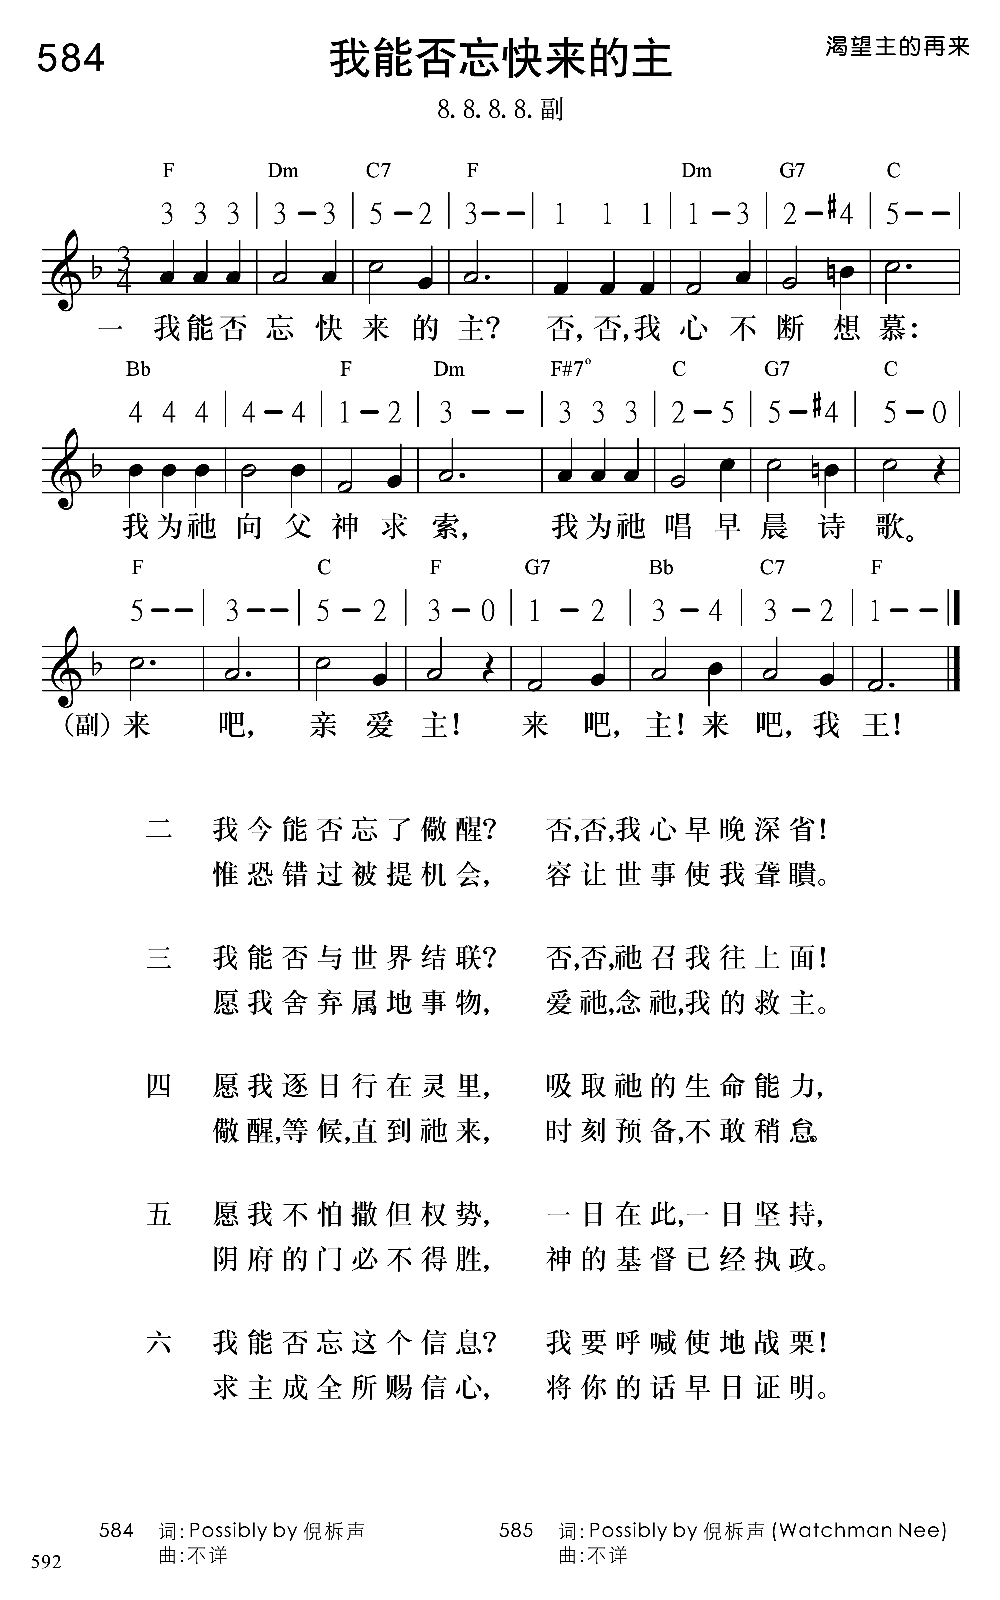 584 我能否忘快来的主 渴望主的再来
8. 8. 8. 8. 副
F Dm C7 F Dm G7 C
3 3 3 | 3 – 3 | 5 – 2 | 3 – – | 1 1 1 | 1 – 3 | 2 – #4 | 5 – – |
3 4
一 我能否 忘 快 来 的 主? 否,否,我 心 不 断 想 慕:
Bb F Dm F#7° C G7 C
4 4 4 | 4 – 4 | 1 – 2 | 3 – – | 3 3 3 | 2 – 5 | 5 – #4 | 5 – 0 |
我为祂 向 父 神 求 索, 我为祂 唱 早 晨 诗 歌。
F C F G7 Bb C7 F
5 – – | 3 – – | 5 – 2 | 3 – 0 | 1 – 2 | 3 – 4 | 3 – 2 | 1 – – ‖
(副)来 吧, 亲 爱 主! 来 吧, 主! 来 吧, 我 王!
二 我今能否忘了儆醒? 否,否,我心早晚深省!
惟恐错过被提机会, 容让世事使我聋聩。
三 我能否与世界结联? 否,否,祂召我往上面!
愿我舍弃属地事物, 爱祂,念祂,我的救主。
四 愿我逐日行在灵里, 吸取祂的生命能力,
儆醒,等候,直到祂来, 时刻预备,不敢稍怠。
五 愿我不怕撒但权势, 一日在此,一日坚持,
阴府的门必不得胜, 神的基督已经执政。
六 我能否忘这个信息? 我要呼喊使地战栗!
求主成全所赐信心, 将你的话早日证明。
584 词: Possibly by 倪柝声 585 词: Possibly by 倪柝声 (Watchman Nee)
曲:不详 曲:不详
592